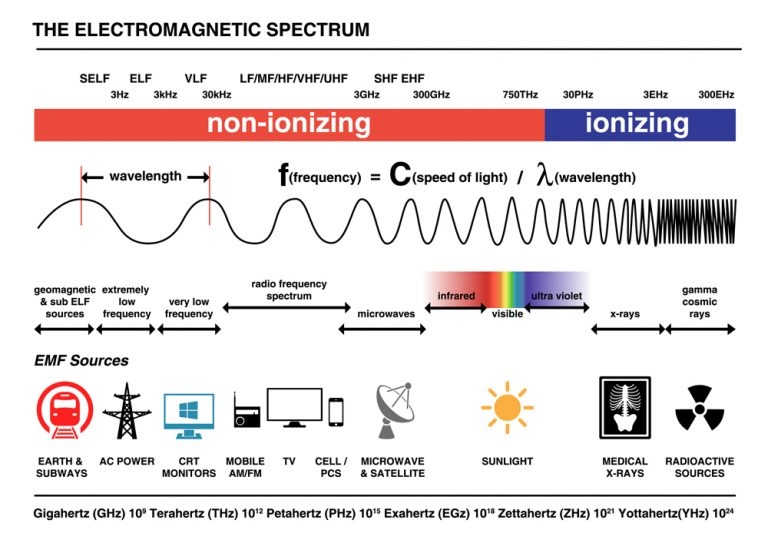 THE ELECTROMAGNETIC SPECTRUM
SELF ELF VLF LF/MF/HF/VHF/UHF SHF EHF
3Hz 3kHz 30kHz 3GHz 300GHz 750THz 30PHz 3EHz 300EHz
non-ionizing ionizing
wavelength f(frequency) = C(speed of light) / λ(wavelength)
geomagnetic
& sub ELF
sources
extremely
low
frequency
very low
frequency
radio frequency
spectrum
microwaves
infrared
visible
ultra violet
x-rays
gamma
cosmic
rays
EMF Sources
EARTH &
SUBWAYS
AC POWER
CRT
MONITORS
MOBILE
AM/FM
TV
CELL /
PCS
MICROWAVE
& SATELLITE
SUNLIGHT
MEDICAL
X-RAYS
RADIOACTIVE
SOURCES
Gigahertz (GHz) 10⁹ Terahertz (THz) 10¹² Petahertz (PHz) 10¹⁵ Exahertz (EGz) 10¹⁸ Zettahertz (ZHz) 10²¹ Yottahertz(YHz) 10²⁴